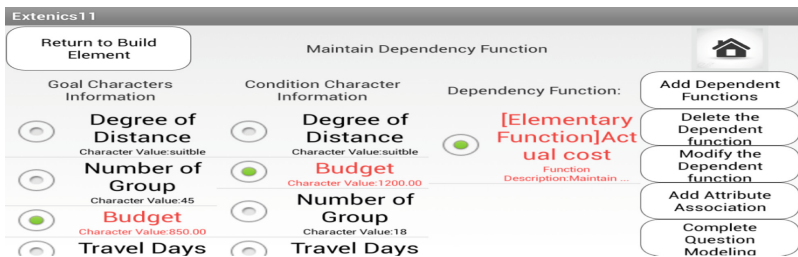 Extenics11
Return to Build
Element
Maintain Dependency Function
Goal Characters
Information
Condition Character
Information
Dependency Function:
Degree of
Distance
Character Value:suitble
Number of
Group
Character Value:45
Budget
Character Value:850.00
Travel Days
Degree of
Distance
Character Value:suitble
Budget
Character Value:1200.00
Number of
Group
Character Value:18
Travel Days
[Elementary
Function]Act
ual cost
Function
Description:Maintain ...
Add Dependent
Functions
Delete the
Dependent
function
Modify the
Dependent
function
Add Attribute
Association
Complete
Question
Modeling